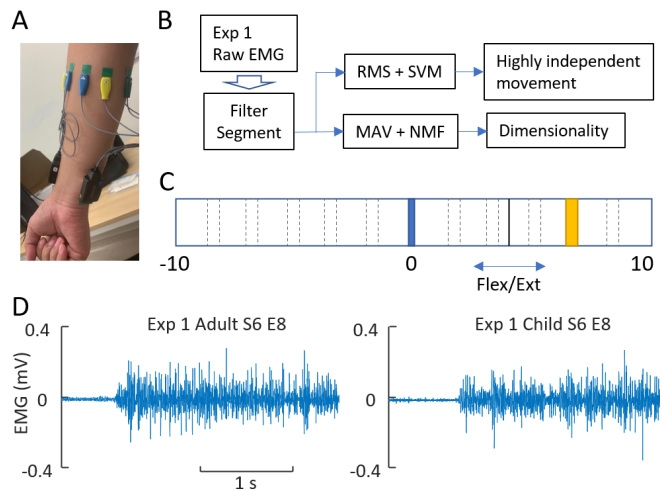 A
B
Exp 1
Raw EMG
Filter
Segment
RMS + SVM
Highly independent
movement
MAV + NMF
Dimensionality
C
-10
0
10
Flex/Ext
D
Exp 1 Adult S6 E8
Exp 1 Child S6 E8
0.4
0.4
EMG (mV)
0
0
-0.4
-0.4
1 s